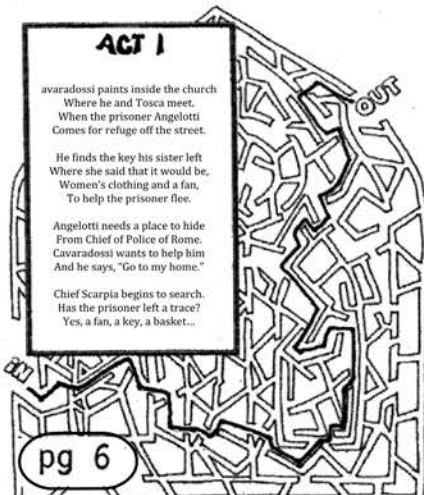 ACT 1
avaradossi paints inside the church
Where he and Tosca meet.
When the prisoner Angelotti
Comes for refuge off the street.
He finds the key his sister left
Where she said that it would be,
Women's clothing and a fan,
To help the prisoner flee.
Angelotti needs a place to hide
From Chief of Police of Rome.
Cavaradossi wants to help him
And he says, "Go to my home."
Chief Scarpia begins to search.
Has the prisoner left a trace?
Yes, a fan, a key, a basket...
OUT
iN
pg 6